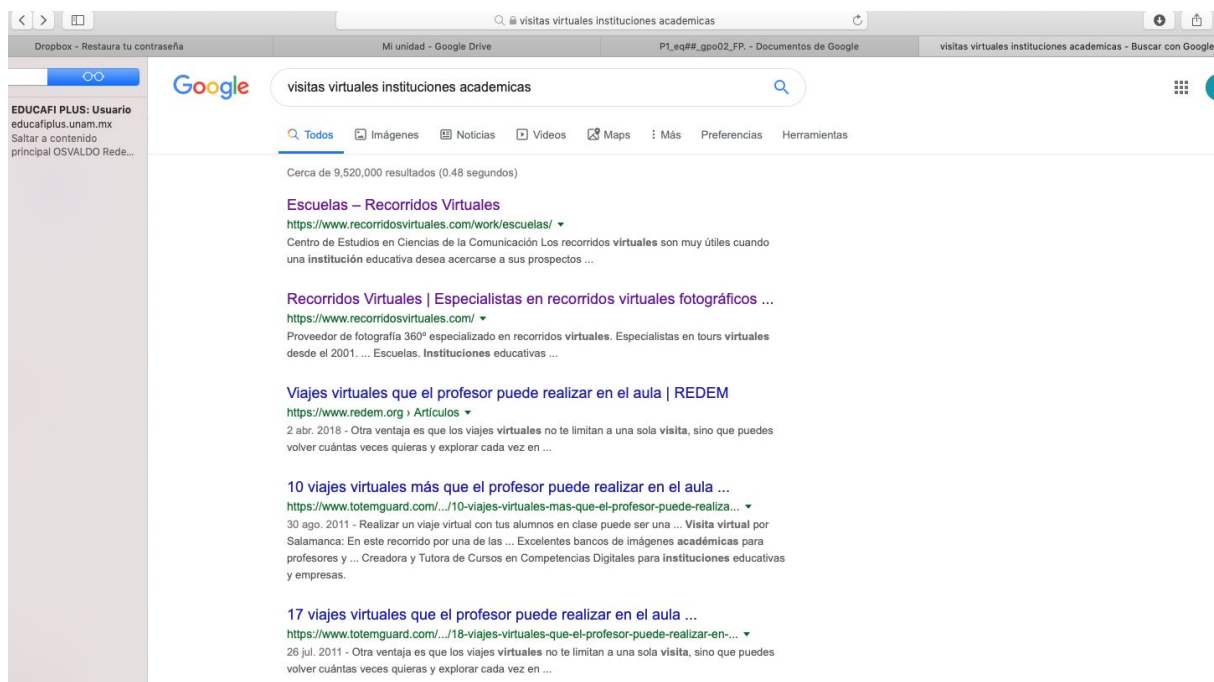 visitas virtuales instituciones academicas
Dropbox - Restaura tu contraseña
Mi unidad - Google Drive
P1_eq##_gpo02_FP. - Documentos de Google
visitas virtuales instituciones academicas - Buscar con Google
EDUCAFI PLUS: Usuario
educafiplus.unam.mx
Saltar a contenido
principal OSVALDO Rede...
Google
visitas virtuales instituciones academicas
Todos
Imágenes
Noticias
Videos
Maps
Más
Preferencias
Herramientas
Cerca de 9,520,000 resultados (0.48 segundos)
Escuelas – Recorridos Virtuales
https://www.recorridosvirtuales.com/work/escuelas/
Centro de Estudios en Ciencias de la Comunicación Los recorridos virtuales son muy útiles cuando
una institución educativa desea acercarse a sus prospectos ...
Recorridos Virtuales | Especialistas en recorridos virtuales fotográficos ...
https://www.recorridosvirtuales.com/
Proveedor de fotografía 360º especializado en recorridos virtuales. Especialistas en tours virtuales
desde el 2001. ... Escuelas. Instituciones educativas ...
Viajes virtuales que el profesor puede realizar en el aula | REDEM
https://www.redem.org › Artículos
2 abr. 2018 - Otra ventaja es que los viajes virtuales no te limitan a una sola visita, sino que puedes
volver cuántas veces quieras y explorar cada vez en ...
10 viajes virtuales más que el profesor puede realizar en el aula ...
https://www.totemguard.com/.../10-viajes-virtuales-mas-que-el-profesor-puede-realiza...
30 ago. 2011 - Realizar un viaje virtual con tus alumnos en clase puede ser una ... Visita virtual por
Salamanca: En este recorrido por una de las ... Excelentes bancos de imágenes académicas para
profesores y ... Creadora y Tutora de Cursos en Competencias Digitales para instituciones educativas
y empresas.
17 viajes virtuales que el profesor puede realizar en el aula ...
https://www.totemguard.com/.../18-viajes-virtuales-que-el-profesor-puede-realizar-en-...
26 jul. 2011 - Otra ventaja es que los viajes virtuales no te limitan a una sola visita, sino que puedes
volver cuántas veces quieras y explorar cada vez en ...